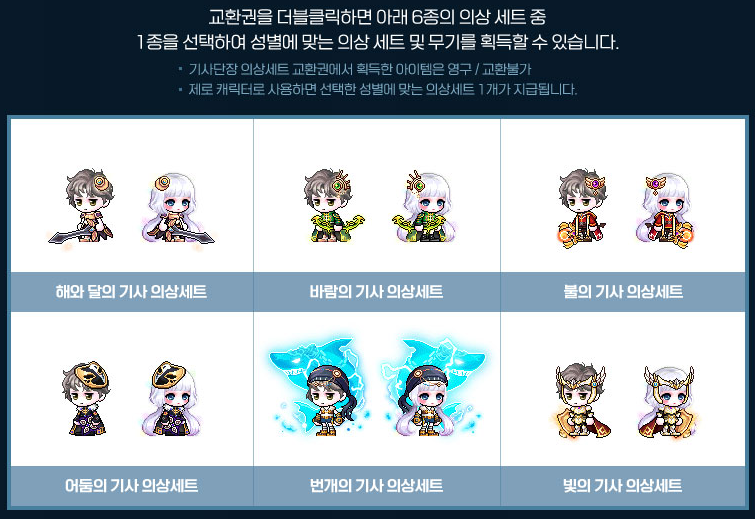 교환권을 더블클릭하면 아래 6종의 의상 세트 중
1종을 선택하여 성별에 맞는 의상 세트 및 무기를 획득할 수 있습니다.
• 기사단장 의상세트 교환권에서 획득한 아이템은 영구 / 교환불가
• 제로 캐릭터로 사용하면 선택한 성별에 맞는 의상세트 1개가 지급됩니다.
해와 달의 기사 의상세트
바람의 기사 의상세트
불의 기사 의상세트
어둠의 기사 의상세트
번개의 기사 의상세트
빛의 기사 의상세트